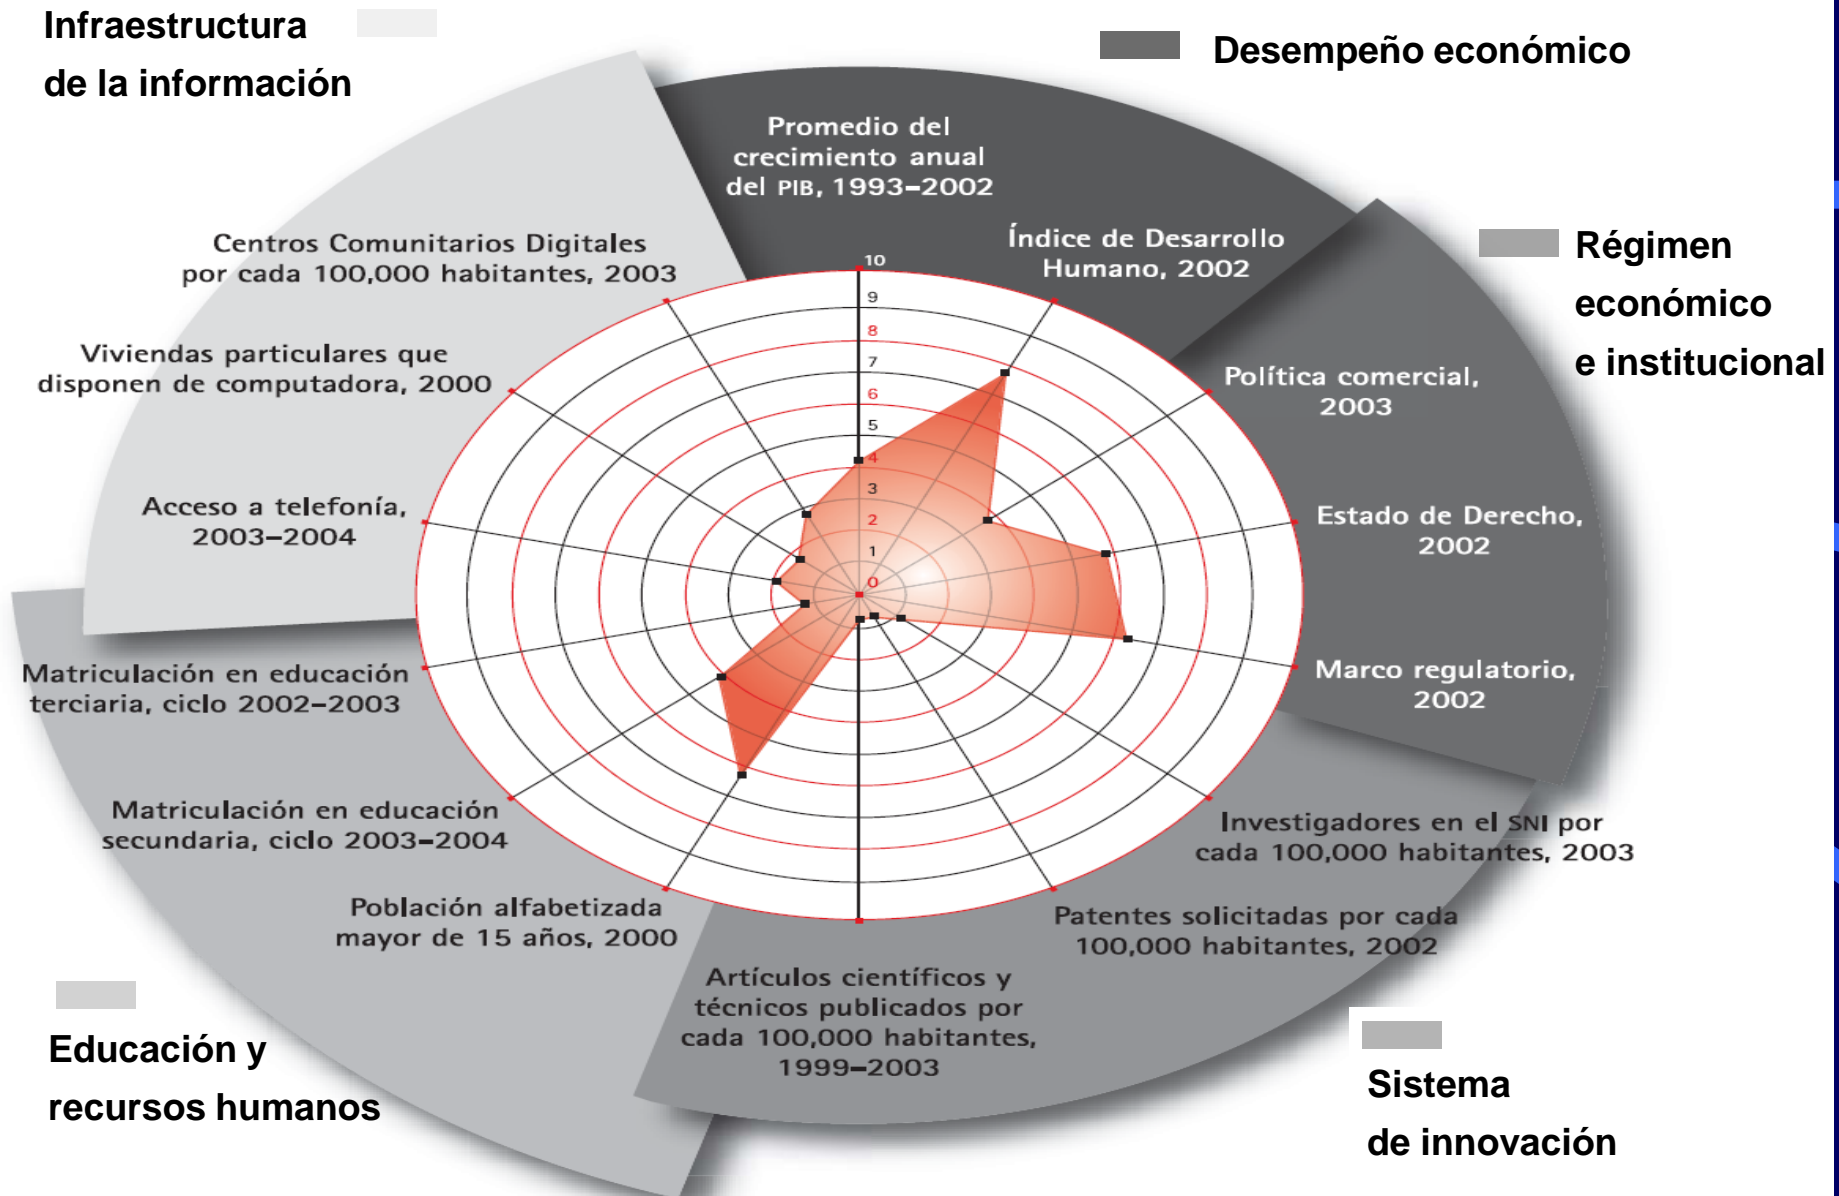 Infraestructura
de la información
Desempeño económico
Promedio del
crecimiento anual
del PIB, 1993–2002
Índice de Desarrollo
Humano, 2002
Régimen
económico
e institucional
Centros Comunitarios Digitales
por cada 100,000 habitantes, 2003
Viviendas particulares que
disponen de computadora, 2000
Política comercial,
2003
Acceso a telefonía,
2003–2004
Estado de Derecho,
2002
10
9
8
7
6
5
4
3
2
1
0
Matriculación en educación
terciaria, ciclo 2002–2003
Marco regulatorio,
2002
Matriculación en educación
secundaria, ciclo 2003–2004
Investigadores en el SNI por
cada 100,000 habitantes, 2003
Población alfabetizada
mayor de 15 años, 2000
Patentes solicitadas por cada
100,000 habitantes, 2002
Artículos científicos y
técnicos publicados por
cada 100,000 habitantes,
1999–2003
Educación y
recursos humanos
Sistema
de innovación